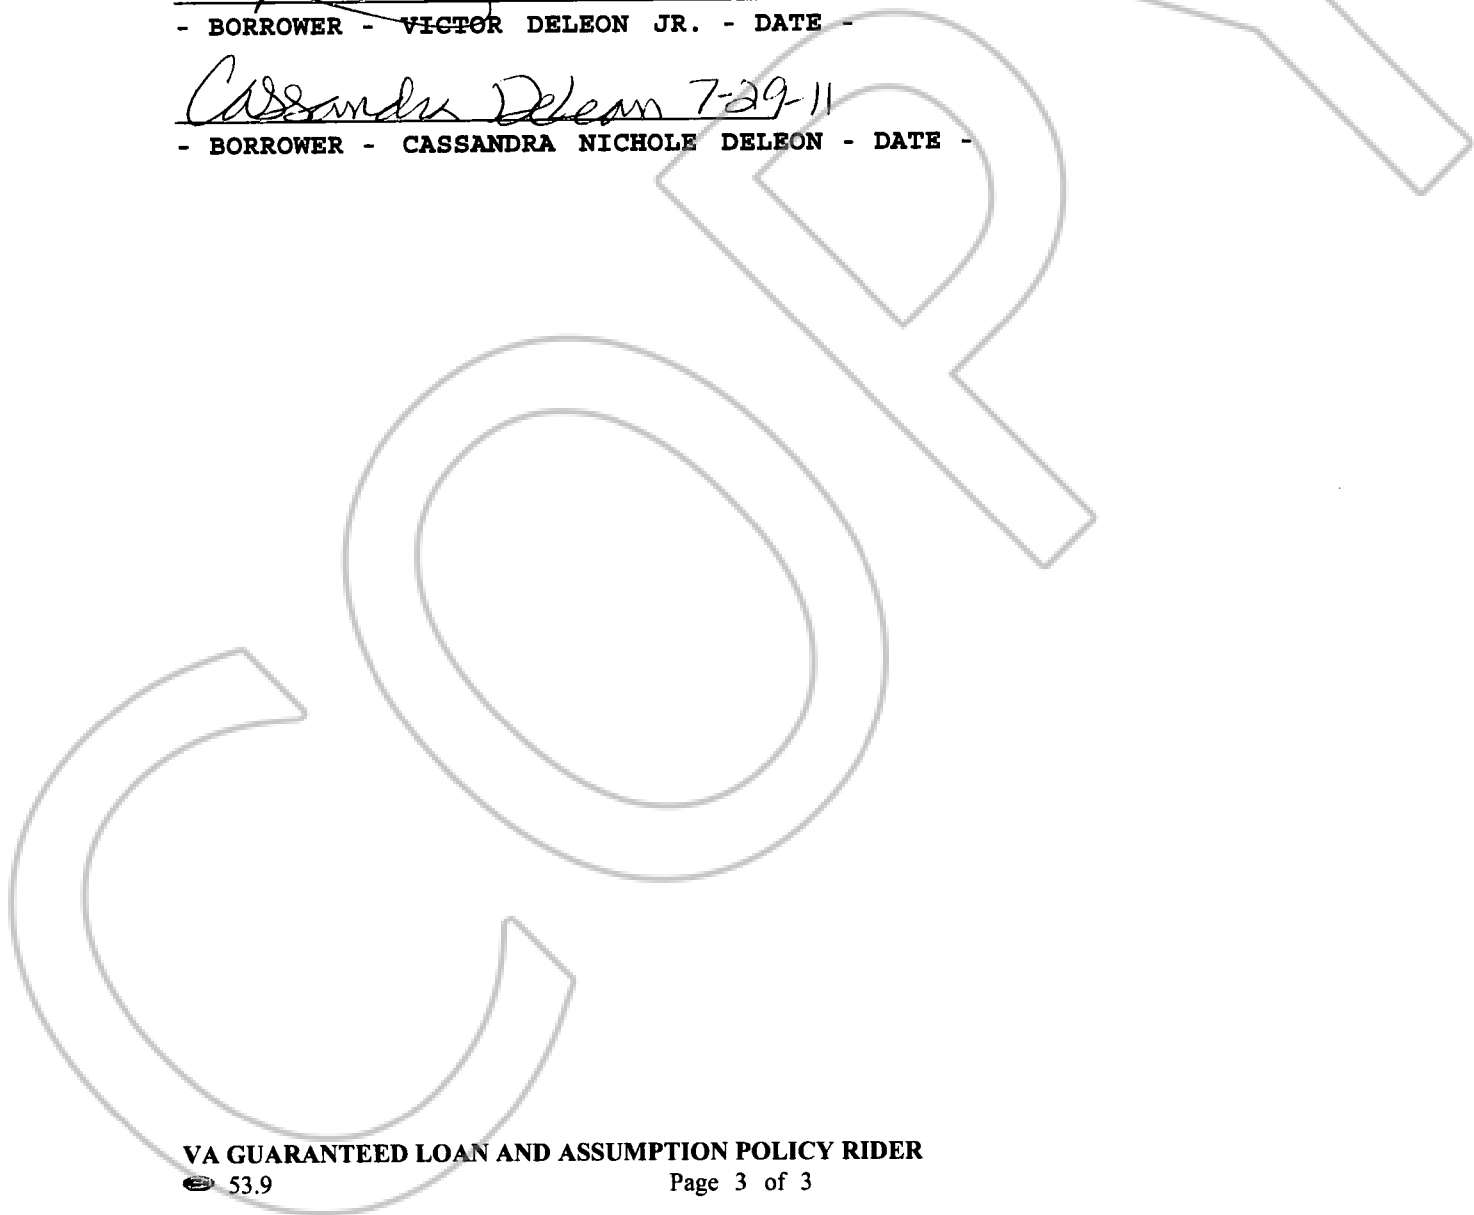 - BORROWER - VICTOR DELEON JR. - DATE -
Cassandra DeLeon 7-29-11
- BORROWER - CASSANDRA NICHOLE DELEON - DATE -
COPY
VA GUARANTEED LOAN AND ASSUMPTION POLICY RIDER
53.9 Page 3 of 3